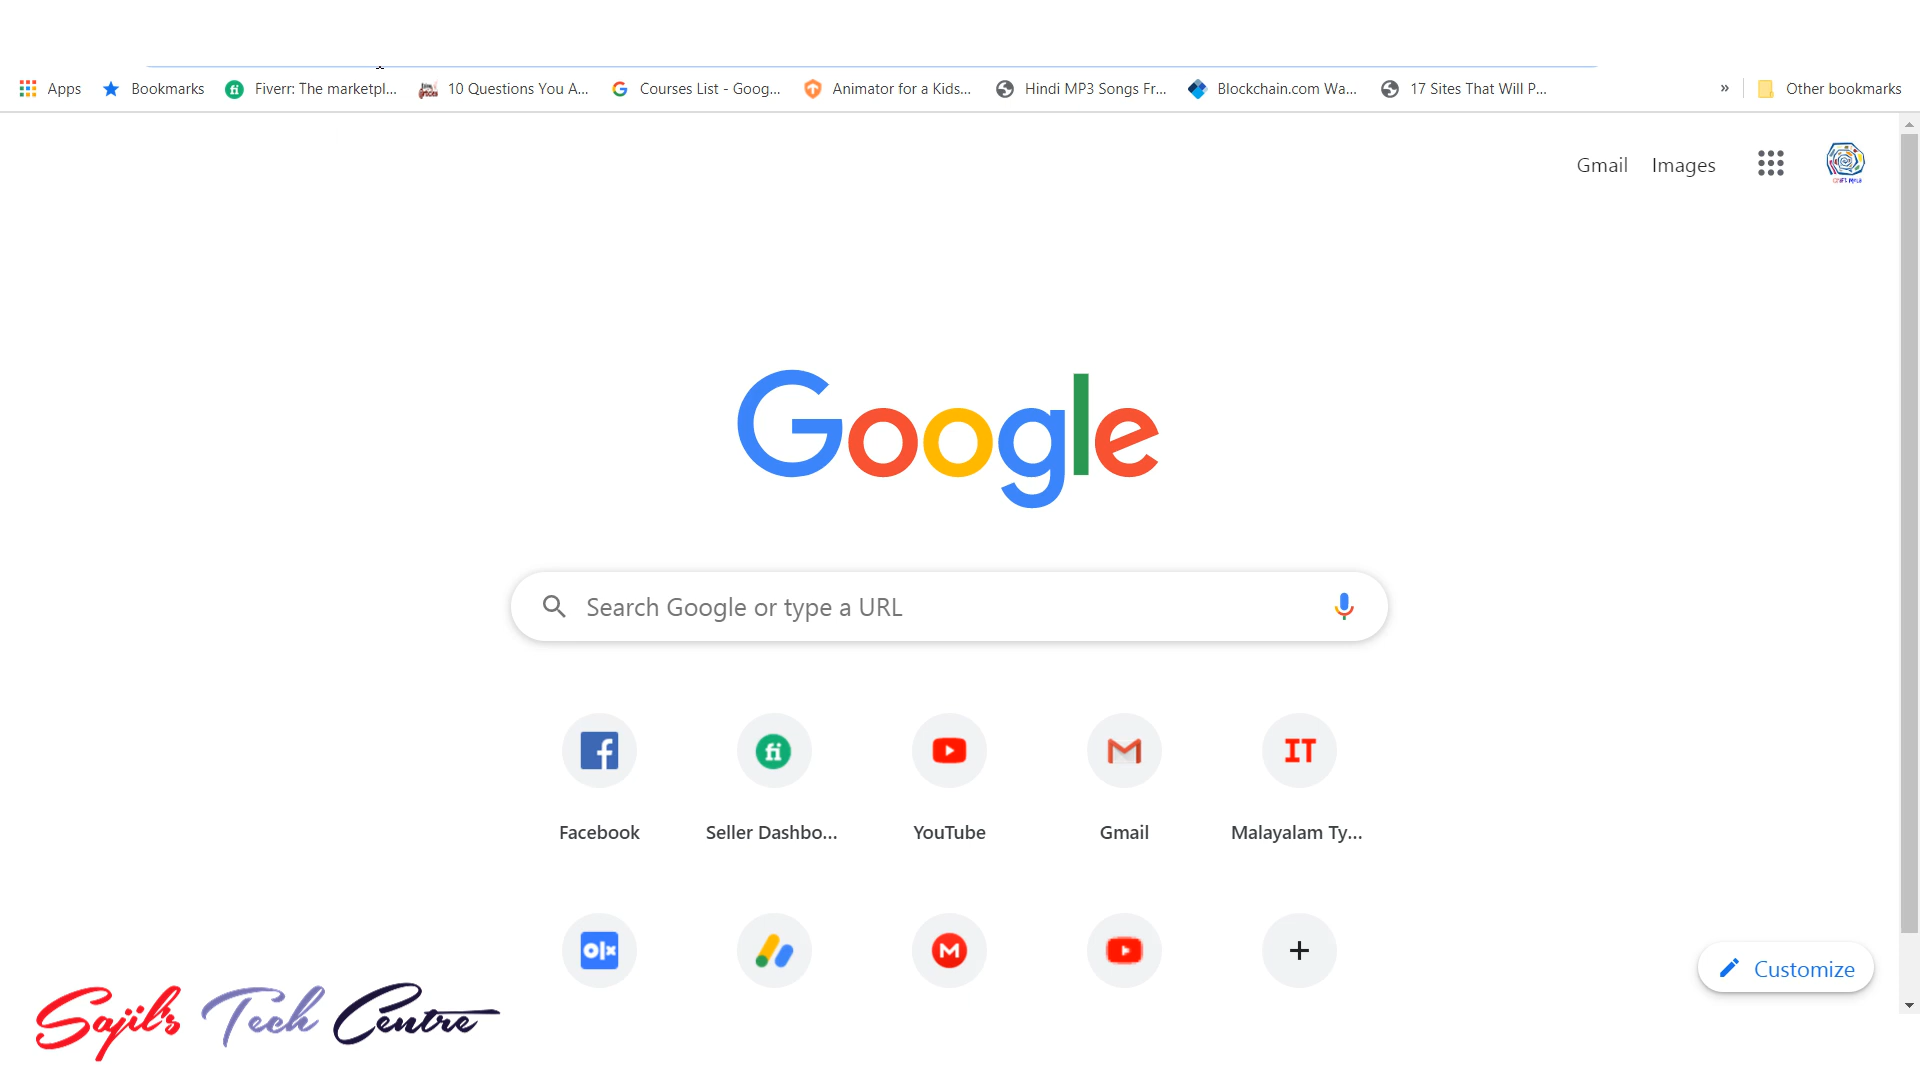 Apps Bookmarks Fiverr: The marketpl... 10 Questions You A... Courses List - Goog... Animator for a Kids... Hindi MP3 Songs Fr... Blockchain.com Wa... 17 Sites That Will P... » Other bookmarks
Gmail Images
Google
Search Google or type a URL
IT
Facebook Seller Dashbo... YouTube Gmail Malayalam Ty...
Customize
Sajil's Tech Centre